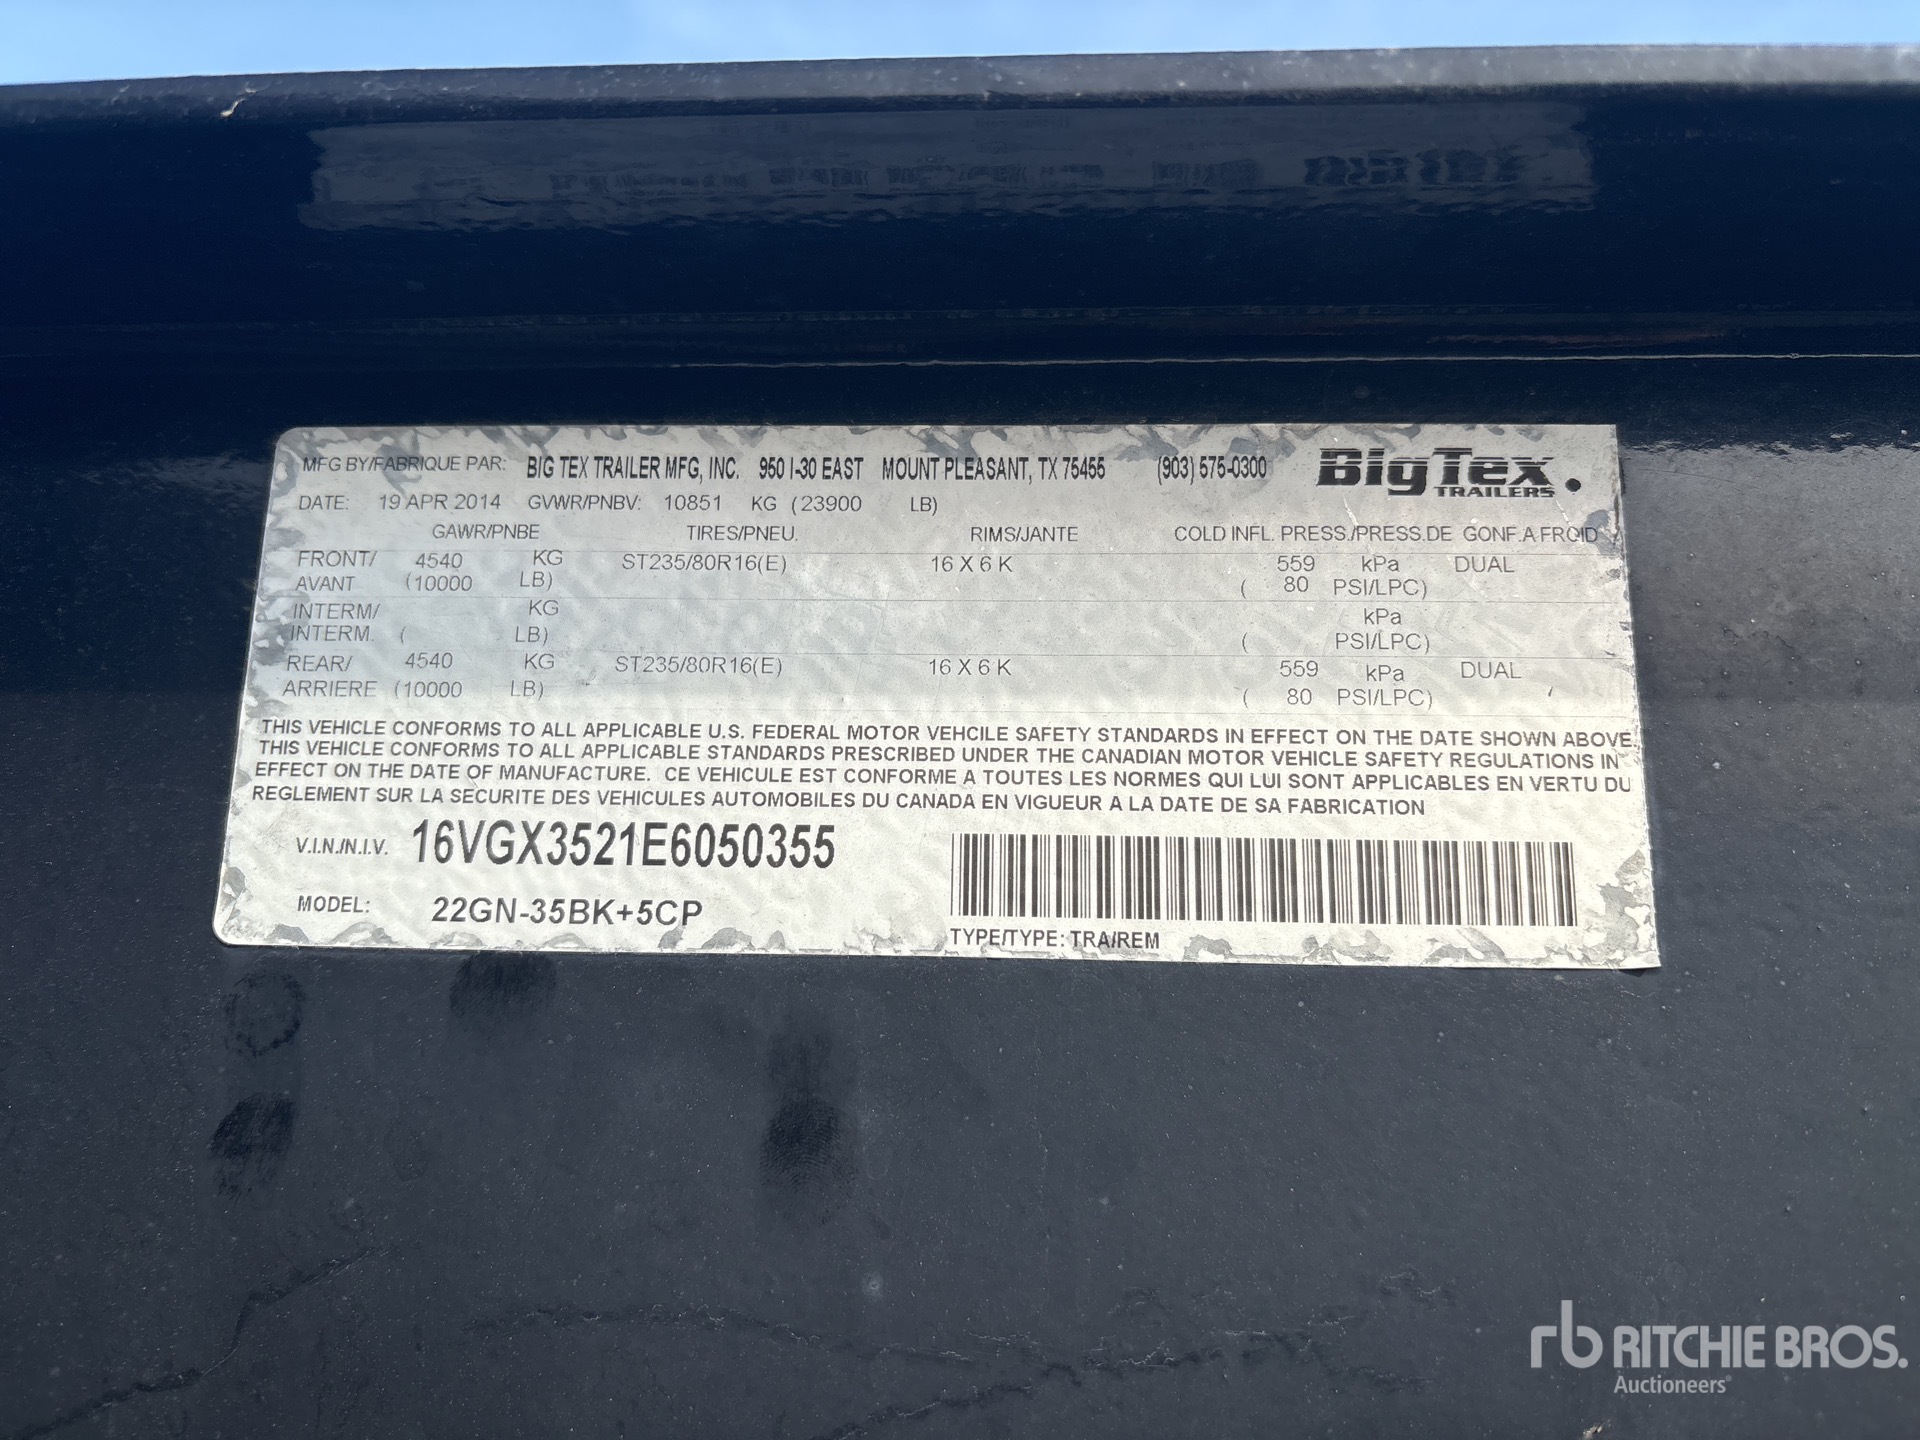 MFG BY/FABRIQUE PAR: BIG TEX TRAILER MFG, INC. 950 I-30 EAST MOUNT PLEASANT, TX 75455 (903) 575-0300 BigTex TRAILERS
DATE: 19 APR 2014 GVWR/PNBV: 10851 KG (23900 LB)
GAWR/PNBE TIRES/PNEU. RIMS/JANTE COLD INFL. PRESS./PRESS.DE GONF.A FROID
FRONT/ 4540 KG ST235/80R16(E) 16 X 6 K 559 kPa DUAL
AVANT (10000 LB) ( 80 PSI/LPC)
INTERM/ KG kPa
INTERM. ( LB) ( PSI/LPC)
REAR/ 4540 KG ST235/80R16(E) 16 X 6 K 559 kPa DUAL
ARRIERE (10000 LB) ( 80 PSI/LPC)
THIS VEHICLE CONFORMS TO ALL APPLICABLE U.S. FEDERAL MOTOR VEHCILE SAFETY STANDARDS IN EFFECT ON THE DATE SHOWN ABOVE.
THIS VEHICLE CONFORMS TO ALL APPLICABLE STANDARDS PRESCRIBED UNDER THE CANADIAN MOTOR VEHICLE SAFETY REGULATIONS IN
EFFECT ON THE DATE OF MANUFACTURE. CE VEHICULE EST CONFORME A TOUTES LES NORMES QUI LUI SONT APPLICABLES EN VERTU DU
REGLEMENT SUR LA SECURITE DES VEHICULES AUTOMOBILES DU CANADA EN VIGUEUR A LA DATE DE SA FABRICATION
V.I.N./N.I.V. 16VGX3521E6050355
MODEL: 22GN-35BK+5CP
TYPE/TYPE: TRA/REM
rb RITCHIE BROS.
Auctioneers